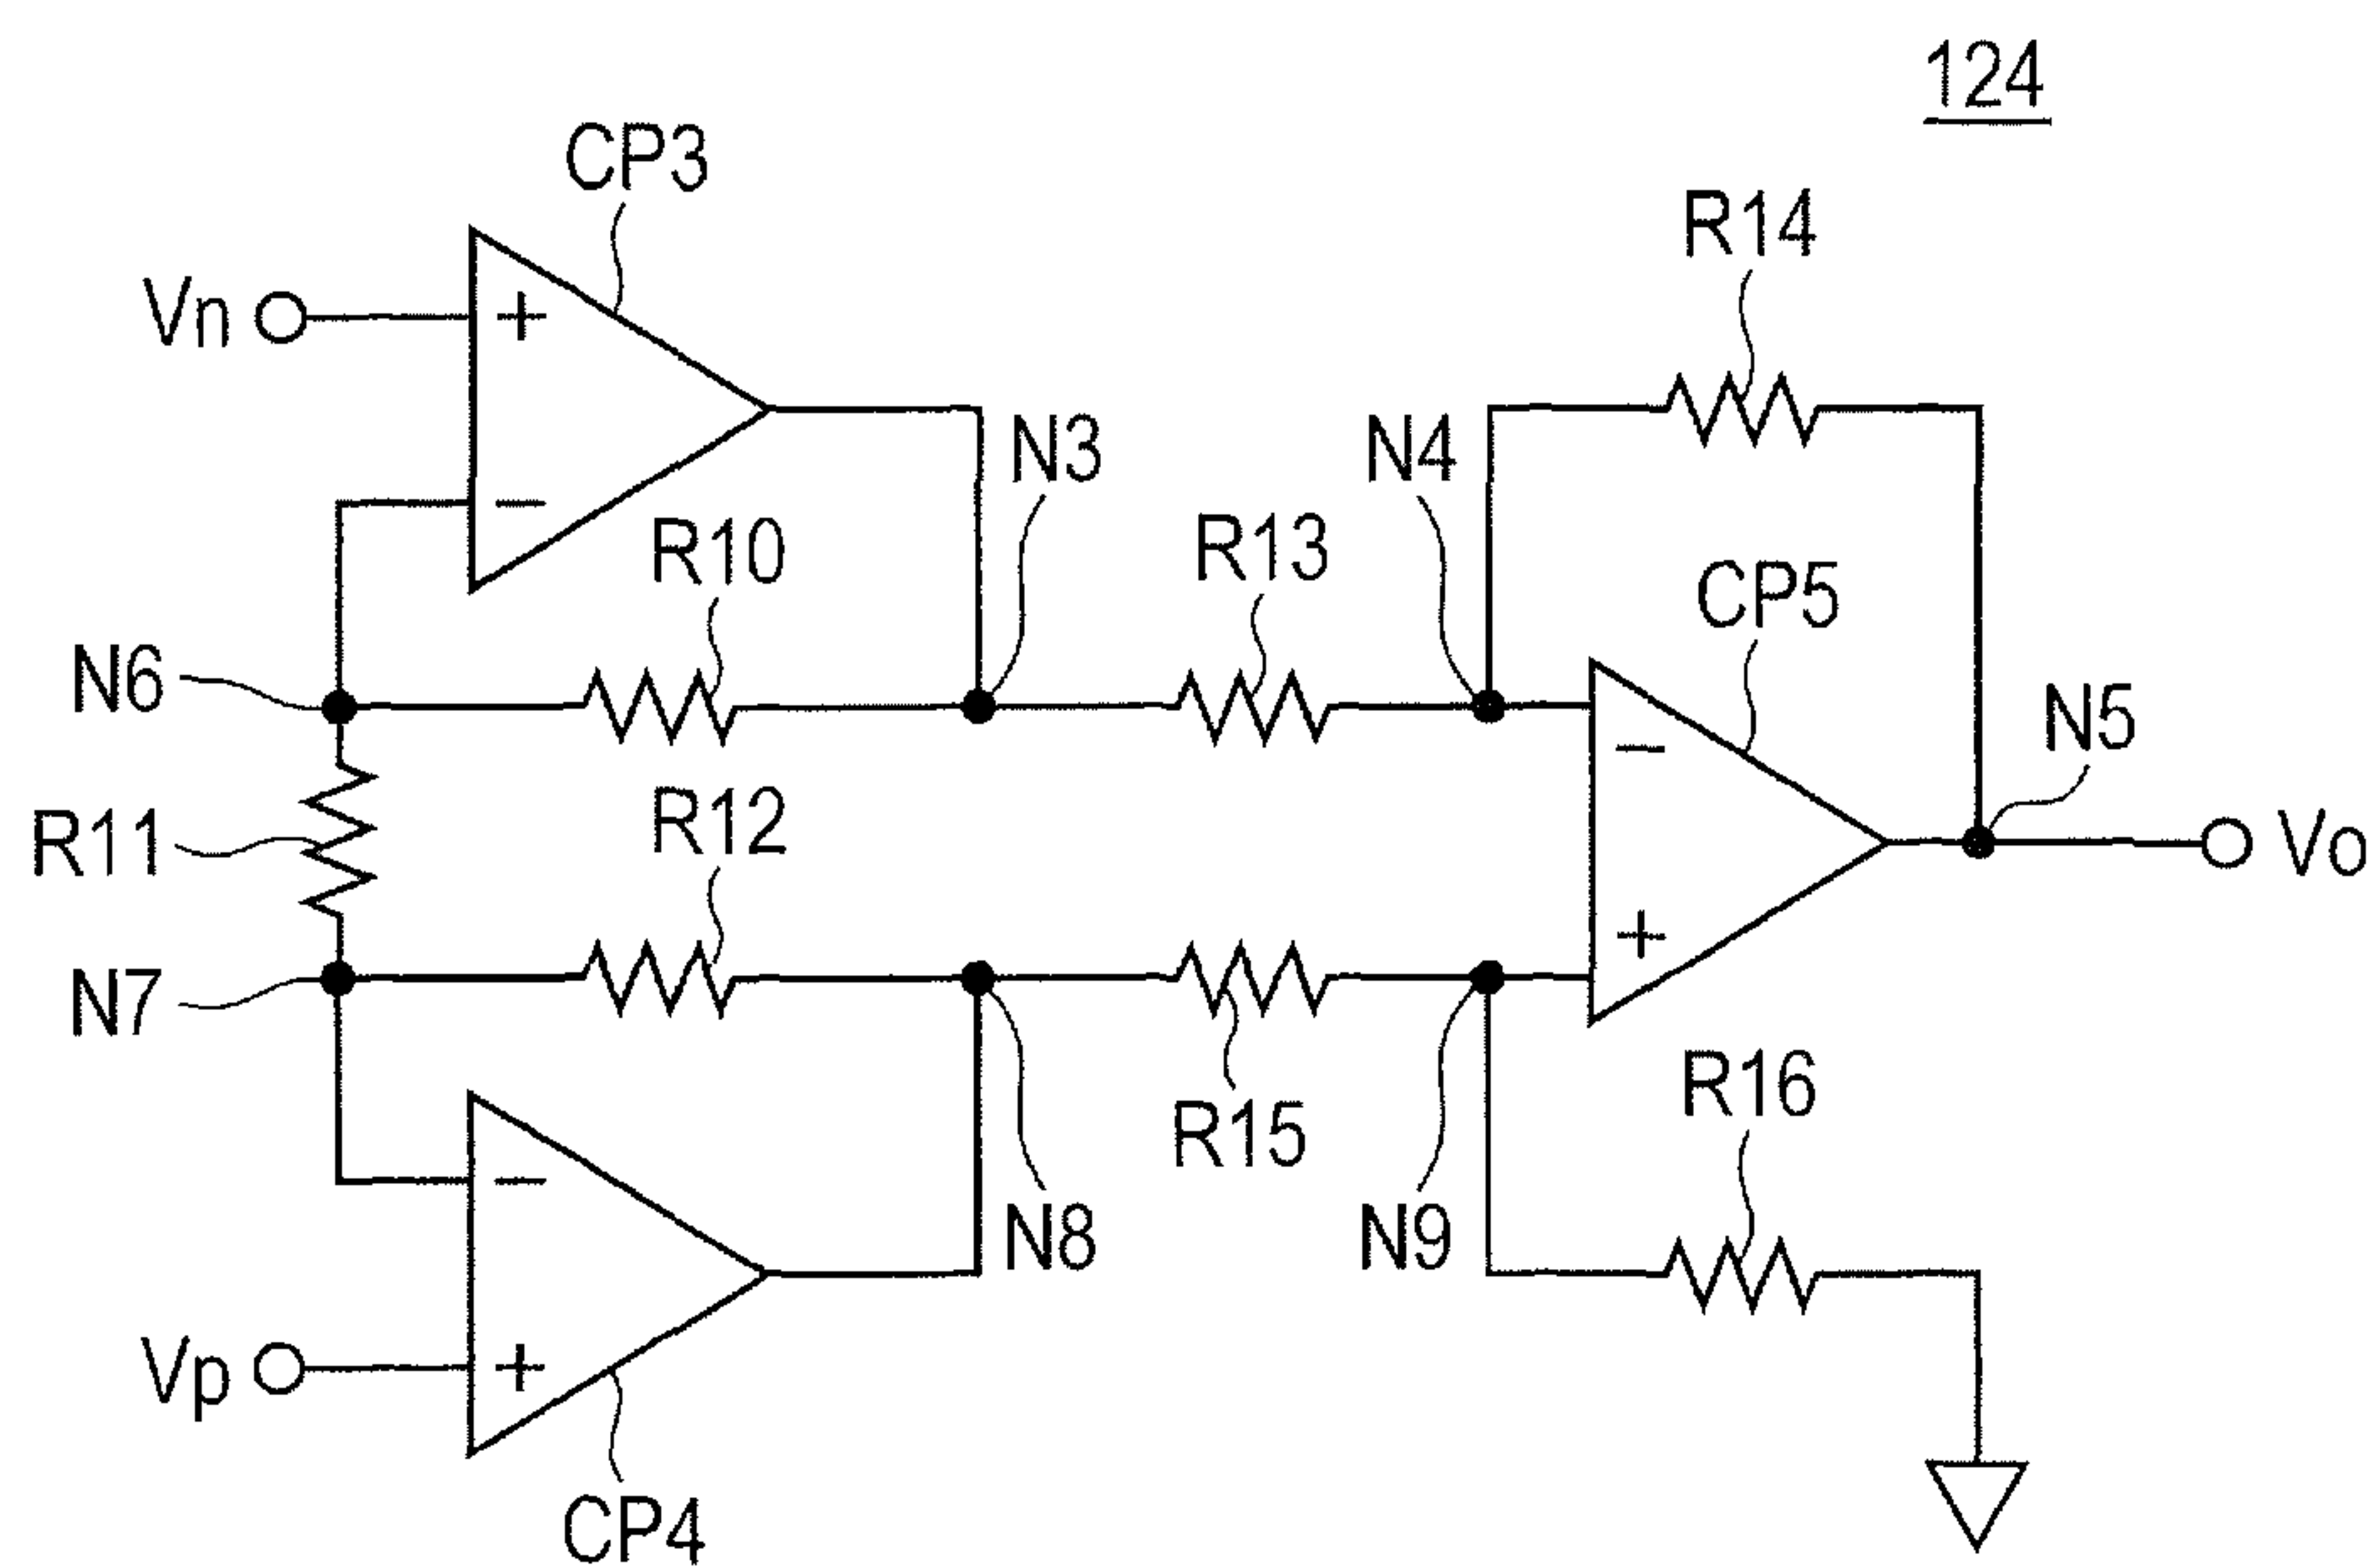 124
CP3
R14
Vn
+
N3
N4
−
R10
R13
CP5
N6
N5
−
R11
R12
Vo
+
N7
R15
R16
−
N8
N9
Vp
+
CP4